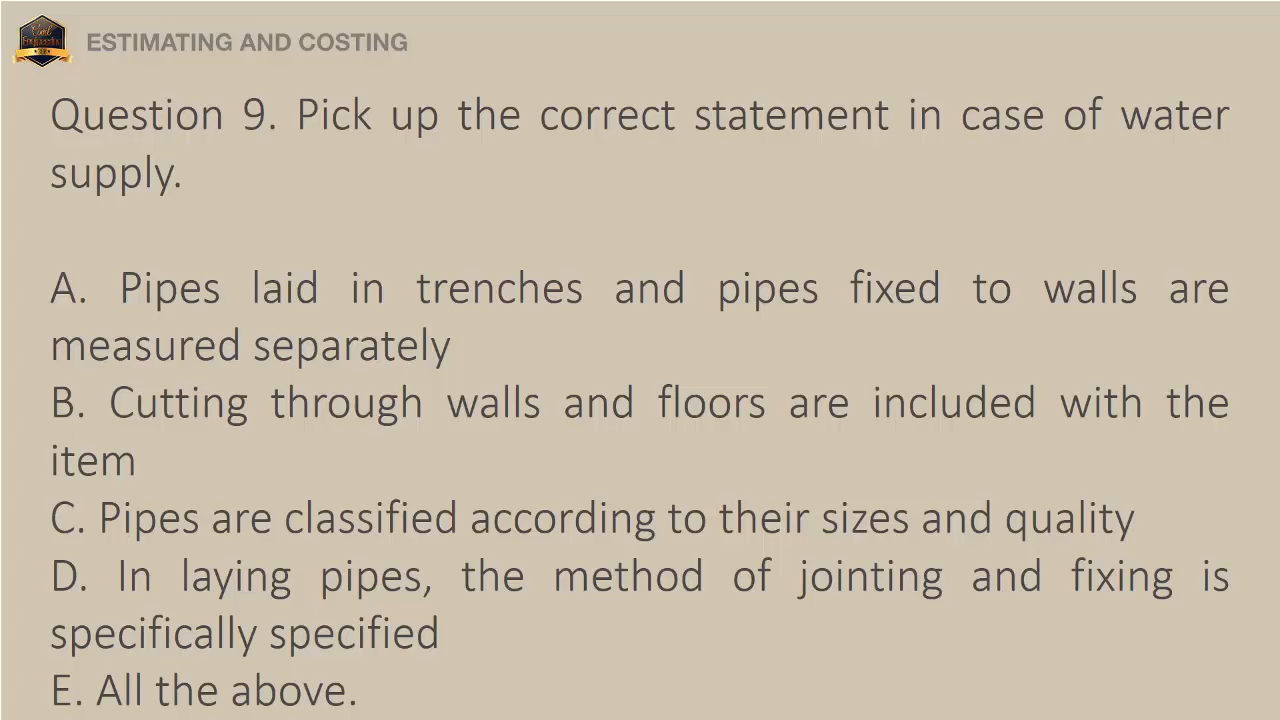 Civil
Engineering
ESTIMATING AND COSTING
Question 9. Pick up the correct statement in case of water
supply.
A. Pipes laid in trenches and pipes fixed to walls are
measured separately
B. Cutting through walls and floors are included with the
item
C. Pipes are classified according to their sizes and quality
D. In laying pipes, the method of jointing and fixing is
specifically specified
E. All the above.